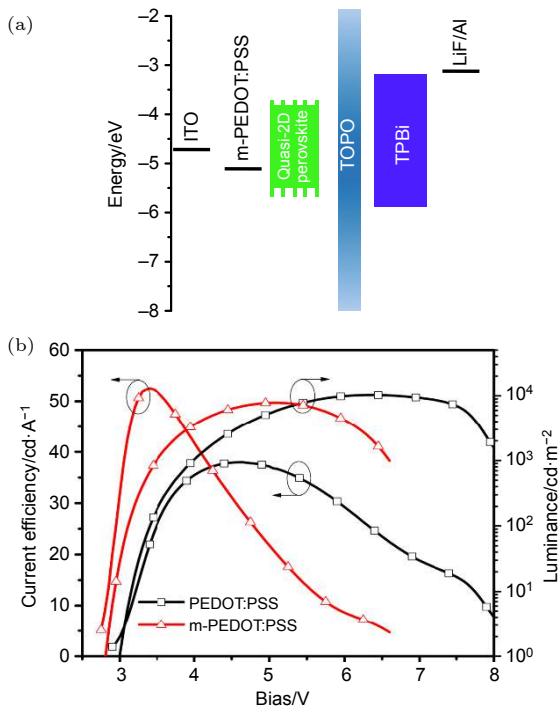 (a)
−2
−3
−4
−5
−6
−7
−8
Energy/eV
ITO
m-PEDOT:PSS
Quasi-2D
perovskite
TOPO
TPBi
LiF/Al
(b)
60
50
40
30
20
10
5
0
Current efficiency/cd·A⁻¹
PEDOT:PSS
m-PEDOT:PSS
10⁵
10⁴
10³
10²
10¹
10⁰
Luminance/cd·m⁻²
3
4
5
6
7
8
Bias/V